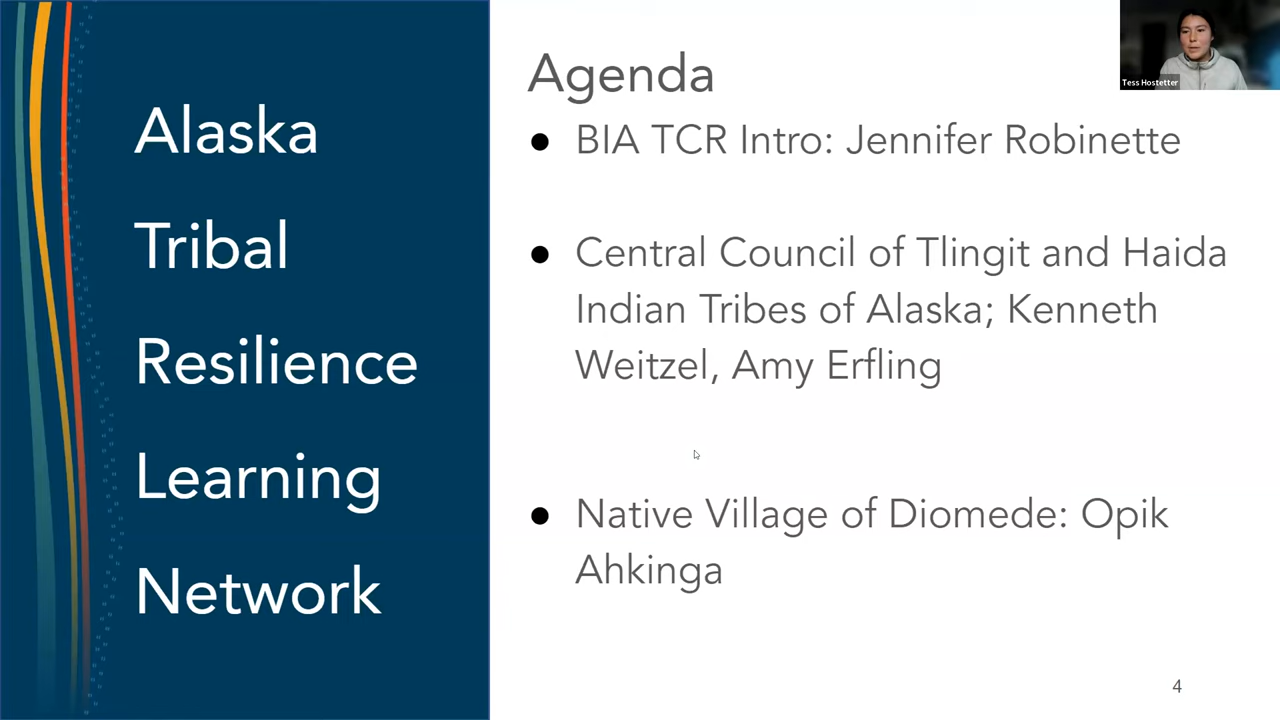 Alaska
Tribal
Resilience
Learning
Network
Agenda
● BIA TCR Intro: Jennifer Robinette
● Central Council of Tlingit and Haida
Indian Tribes of Alaska; Kenneth
Weitzel, Amy Erfling
● Native Village of Diomede: Opik
Ahkinga
4
Tess Hostetter